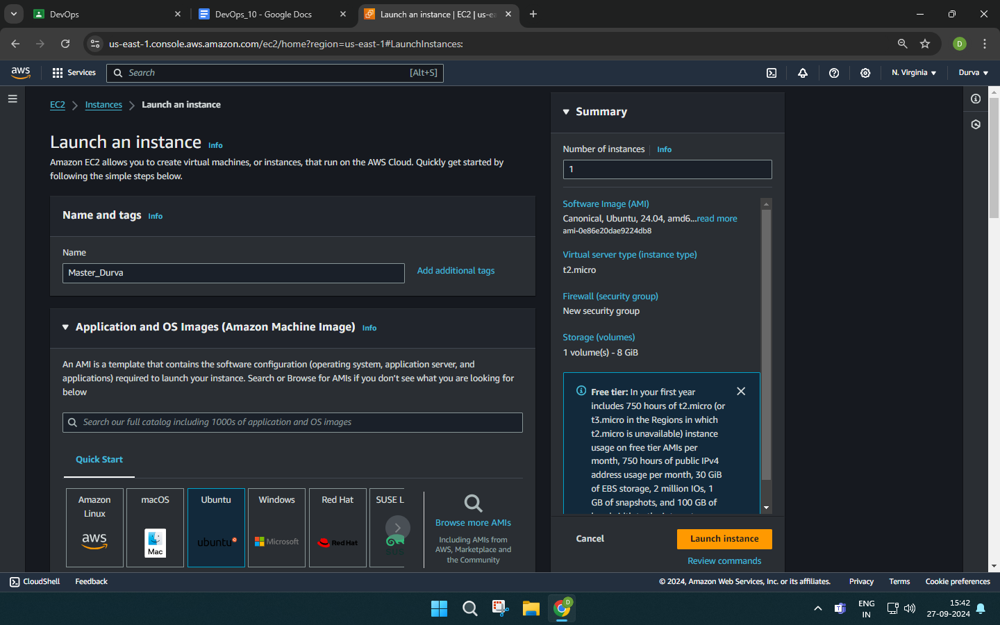 DevOps
DevOps_10 - Google Docs
Launch an instance | EC2 | us-ea
us-east-1.console.aws.amazon.com/ec2/home?region=us-east-1#LaunchInstances:
D
aws
Services
Search
[Alt+S]
N. Virginia
Durva
EC2
Instances
Launch an instance
Launch an instance Info
Amazon EC2 allows you to create virtual machines, or instances, that run on the AWS Cloud. Quickly get started by
following the simple steps below.
Name and tags Info
Name
Master_Durva
Add additional tags
Application and OS Images (Amazon Machine Image) Info
An AMI is a template that contains the software configuration (operating system, application server, and
applications) required to launch your instance. Search or Browse for AMIs if you don't see what you are looking for
below
Search our full catalog including 1000s of application and OS images
Quick Start
Amazon
Linux
aws
macOS
Mac
Ubuntu
ubuntu
Windows
Microsoft
Red Hat
Red Hat
SUSE L
SUS
Browse more AMIs
Including AMIs from
AWS, Marketplace and
the Community
Summary
Number of instances Info
1
Software Image (AMI)
Canonical, Ubuntu, 24.04, amd6...read more
ami-0e86e20dae9224db8
Virtual server type (instance type)
t2.micro
Firewall (security group)
New security group
Storage (volumes)
1 volume(s) - 8 GiB
Free tier: In your first year
includes 750 hours of t2.micro (or
t3.micro in the Regions in which
t2.micro is unavailable) instance
usage on free tier AMIs per
month, 750 hours of public IPv4
address usage per month, 30 GiB
of EBS storage, 2 million IOs, 1
GB of snapshots, and 100 GB of
Cancel
Launch instance
Review commands
CloudShell
Feedback
© 2024, Amazon Web Services, Inc. or its affiliates.
Privacy
Terms
Cookie preferences
D
ENG
IN
15:42
27-09-2024